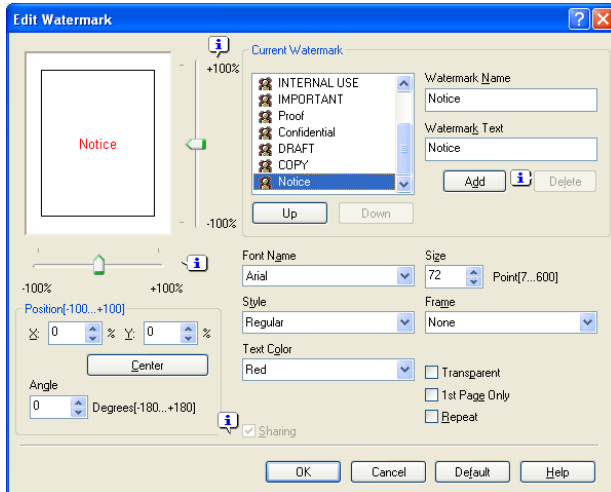 Edit Watermark
+100%
Notice
-100%
-100% +100%
Position[-100...+100]
X: 0 % Y: 0 %
Center
Angle
0 Degrees[-180...+180]
Current Watermark
INTERNAL USE
IMPORTANT
Proof
Confidential
DRAFT
COPY
Notice
Up Down
Watermark Name
Notice
Watermark Text
Notice
Add Delete
Font Name
Arial
Size
72 Point[7...600]
Style
Regular
Frame
None
Text Color
Red
Transparent
1st Page Only
Repeat
Sharing
OK Cancel Default Help